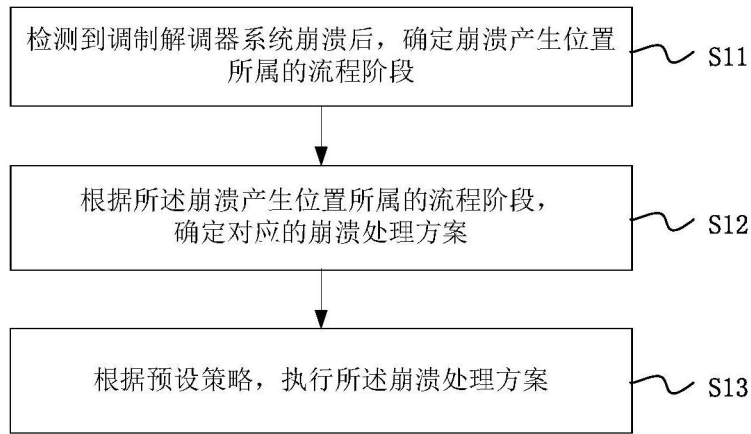 检测到调制解调器系统崩溃后，确定崩溃产生位置
所属的流程阶段
S11
根据所述崩溃产生位置所属的流程阶段，
确定对应的崩溃处理方案
S12
根据预设策略，执行所述崩溃处理方案
S13